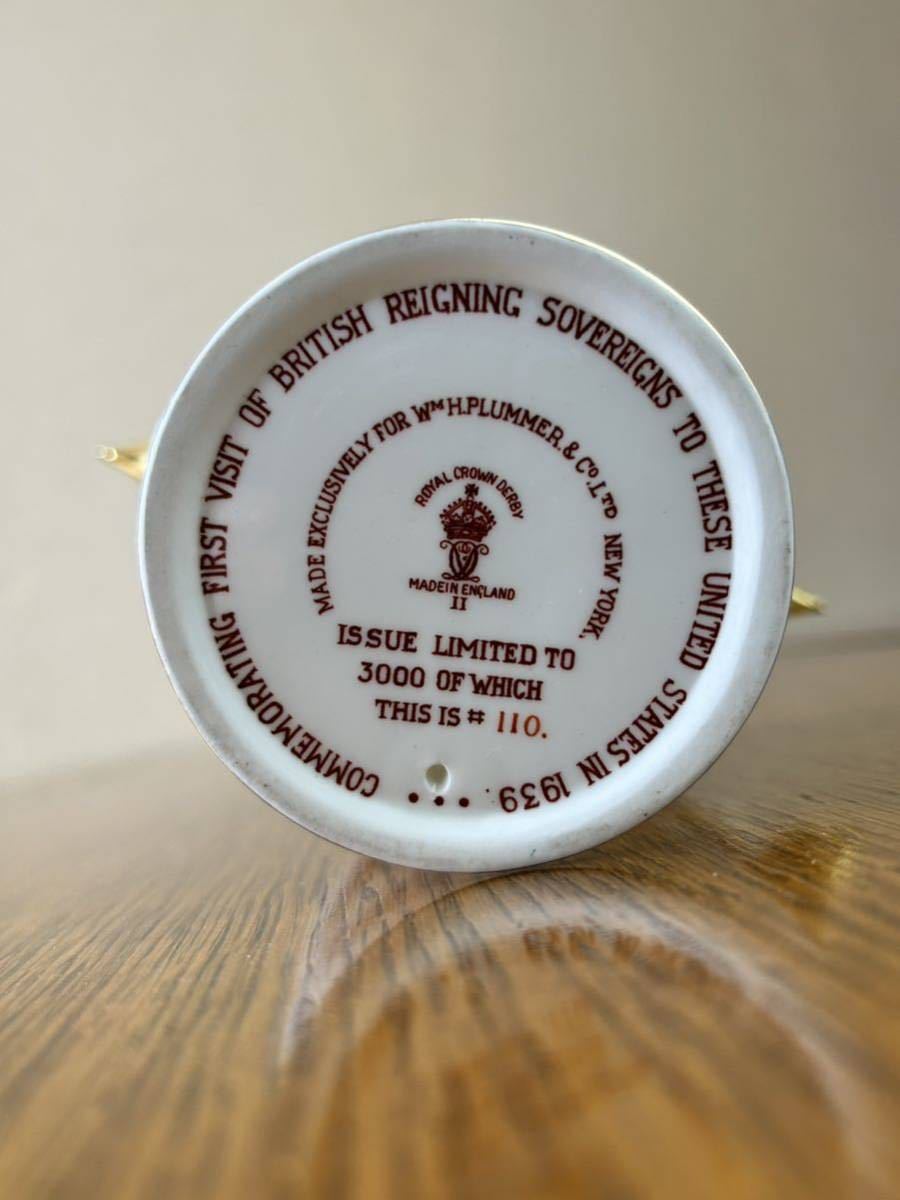 COMMEMORATING FIRST VISIT OF BRITISH REIGNING SOVEREIGNS TO THESE UNITED STATES IN 1939
MADE EXCLUSIVELY FOR Wᴹ H.PLUMMER. & Cᴼ. LTD NEW YORK.
ROYAL CROWN DERBY
MADE IN ENGLAND
II
ISSUE LIMITED TO
3000 OF WHICH
THIS IS # 110.